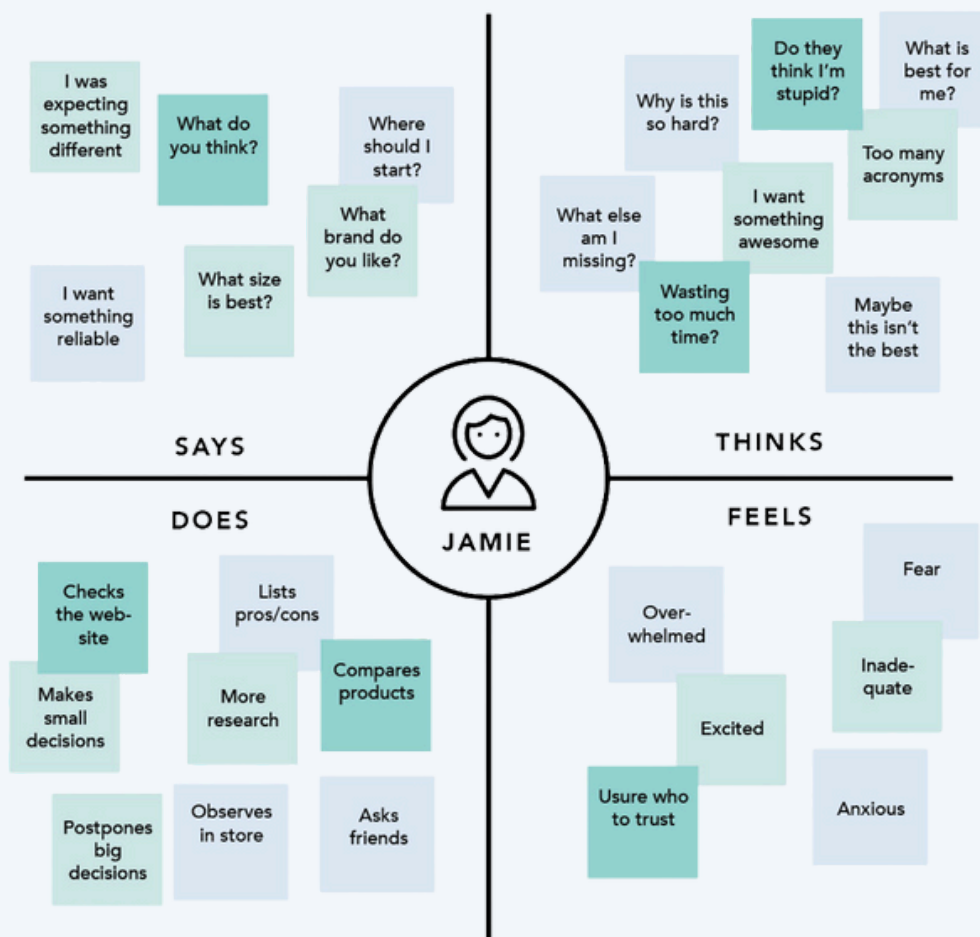 I was
expecting
something
different
What do
you think?
Where
should I
start?
What
brand do
you like?
What size
is best?
I want
something
reliable
SAYS
Do they
think I'm
stupid?
What is
best for
me?
Why is this
so hard?
Too many
acronyms
I want
something
awesome
What else
am I
missing?
Wasting
too much
time?
Maybe
this isn't
the best
THINKS
JAMIE
DOES
Checks
the web-
site
Lists
pros/cons
Compares
products
Makes
small
decisions
More
research
Postpones
big
decisions
Observes
in store
Asks
friends
FEELS
Fear
Over-
whelmed
Inade-
quate
Excited
Usure who
to trust
Anxious